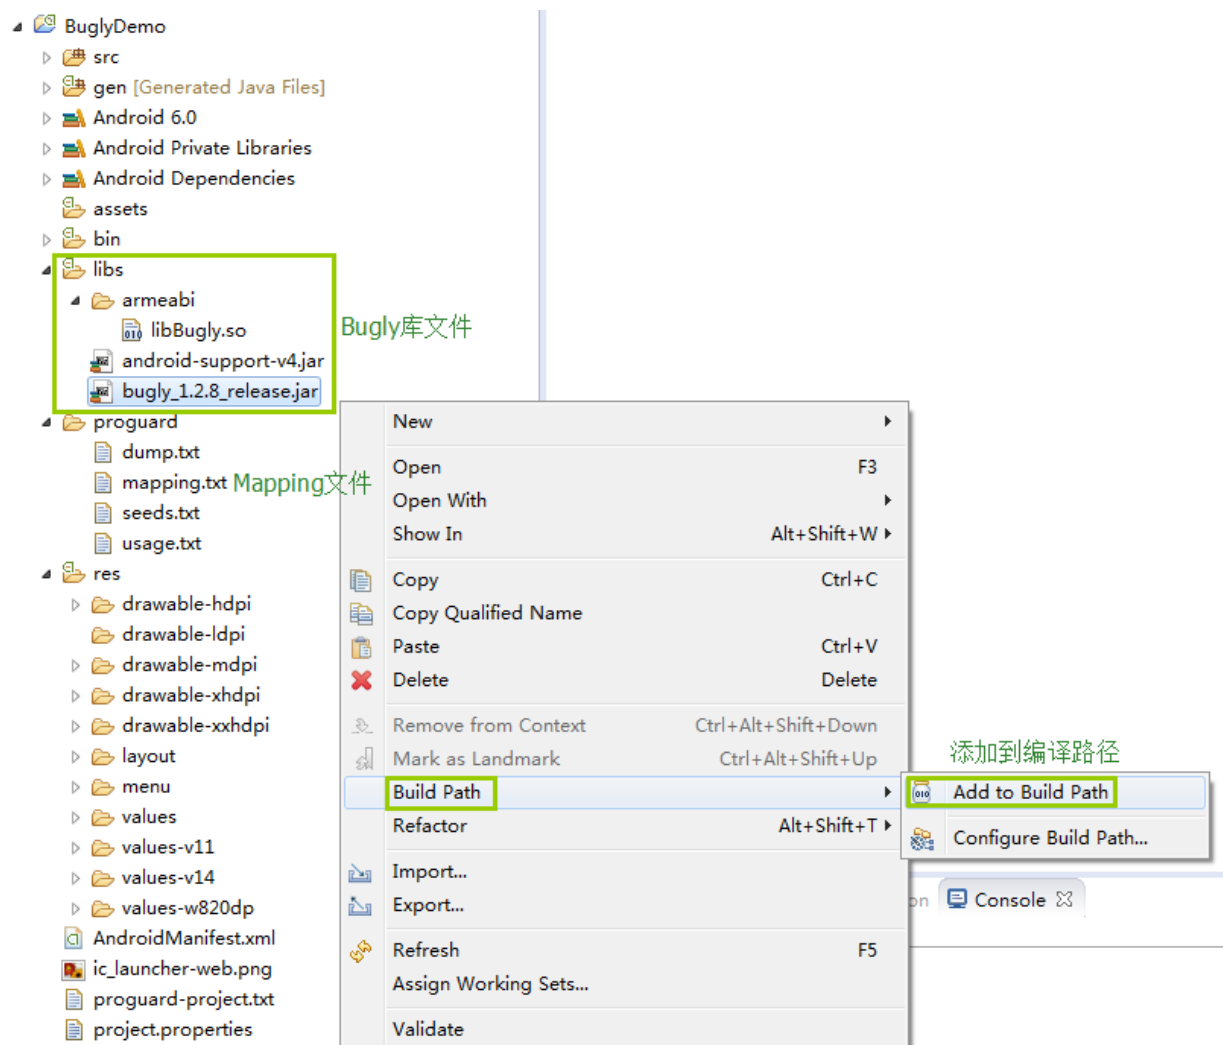 BuglyDemo
src
gen [Generated Java Files]
Android 6.0
Android Private Libraries
Android Dependencies
assets
bin
libs
armeabi
libBugly.so
android-support-v4.jar
bugly_1.2.8_release.jar
Bugly库文件
proguard
dump.txt
mapping.txt Mapping文件
seeds.txt
usage.txt
res
drawable-hdpi
drawable-ldpi
drawable-mdpi
drawable-xhdpi
drawable-xxhdpi
layout
menu
values
values-v11
values-v14
values-w820dp
AndroidManifest.xml
ic_launcher-web.png
proguard-project.txt
project.properties
New
Open F3
Open With
Show In Alt+Shift+W
Copy Ctrl+C
Copy Qualified Name
Paste Ctrl+V
Delete Delete
Remove from Context Ctrl+Alt+Shift+Down
Mark as Landmark Ctrl+Alt+Shift+Up
Build Path
Refactor Alt+Shift+T
Import...
Export...
Refresh F5
Assign Working Sets...
Validate
添加到编译路径
Add to Build Path
Configure Build Path...
on Console